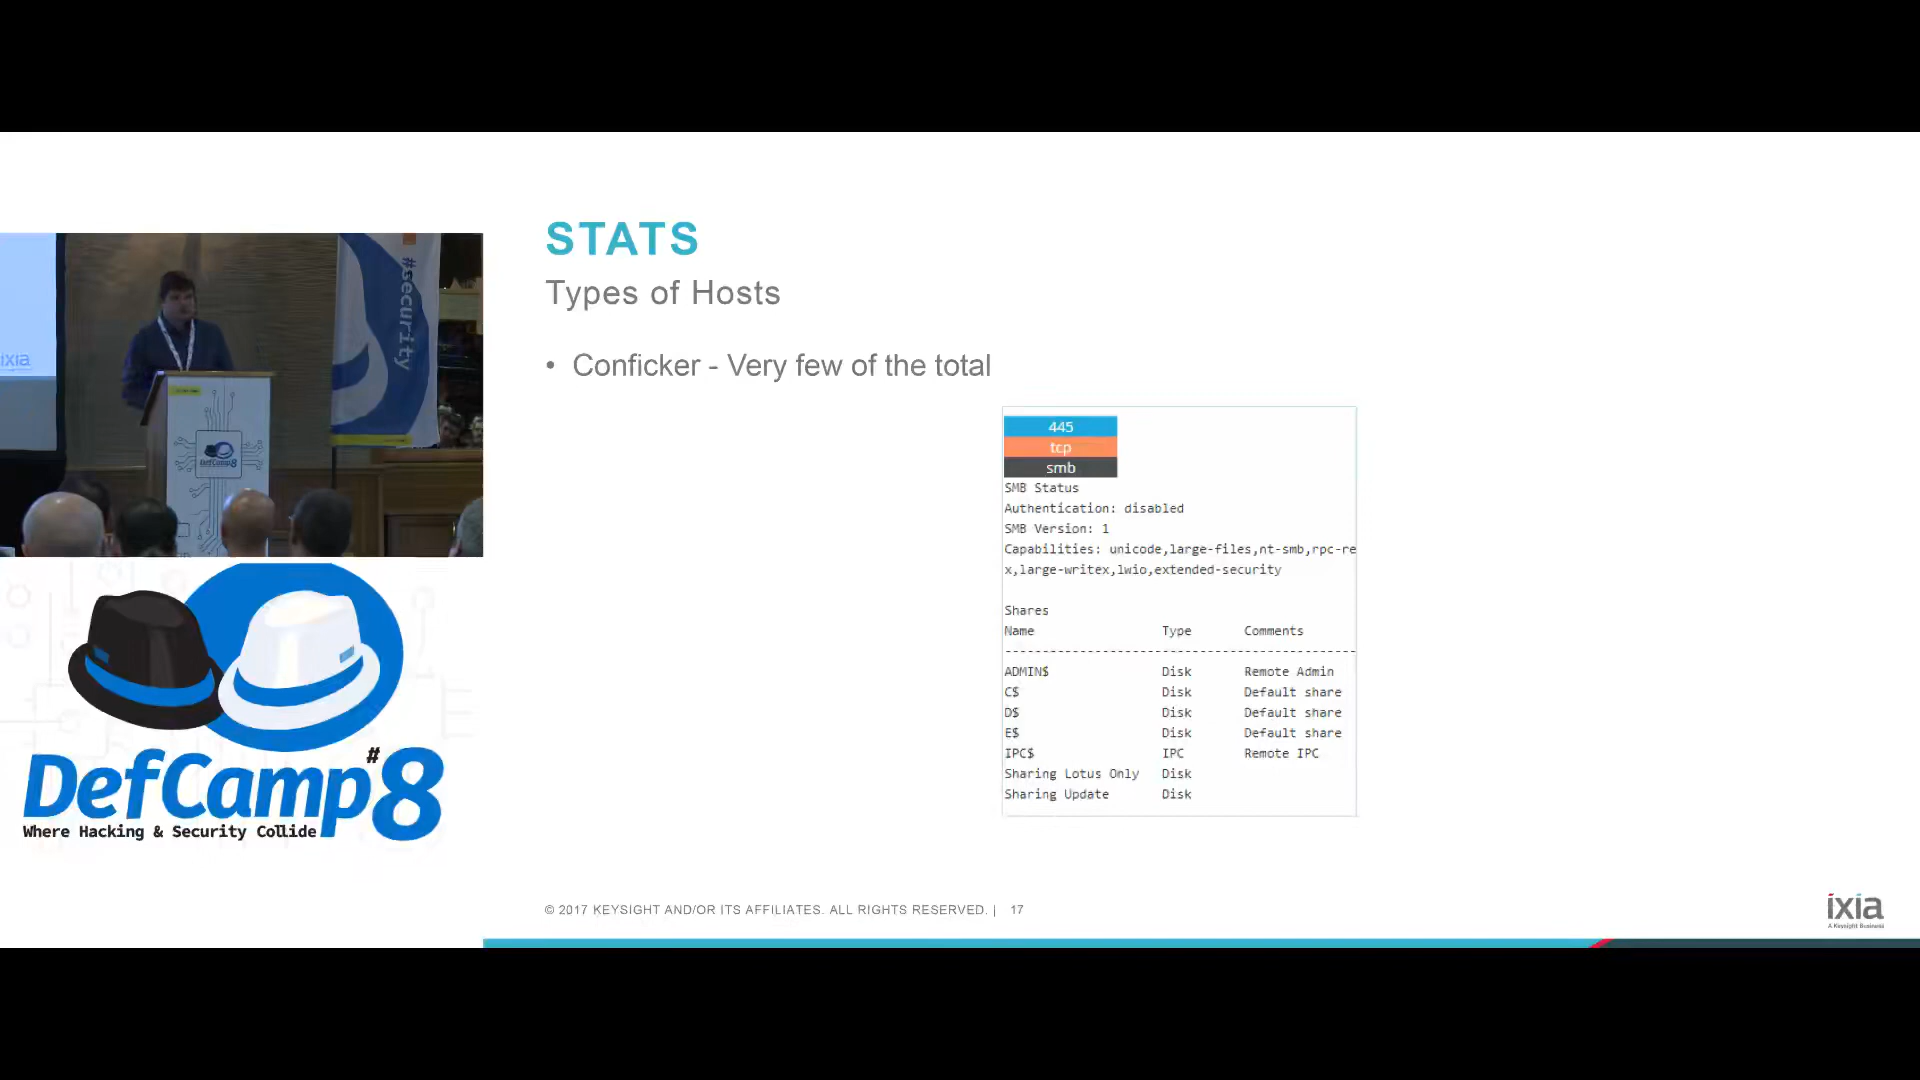 STATS
Types of Hosts
• Conficker - Very few of the total
445
tcp
smb
SMB Status
Authentication: disabled
SMB Version: 1
Capabilities: unicode,large-files,nt-smb,rpc-re
x,large-writex,lwio,extended-security
Shares
Name Type Comments
-----------------------------------------------
ADMIN$ Disk Remote Admin
C$ Disk Default share
D$ Disk Default share
E$ Disk Default share
IPC$ IPC Remote IPC
Sharing Lotus Only Disk
Sharing Update Disk
© 2017 KEYSIGHT AND/OR ITS AFFILIATES. ALL RIGHTS RESERVED. | 17
ixia
A Keysight Business
#security
ixia
DefCamp8
DefCamp#8
Where Hacking & Security Collide